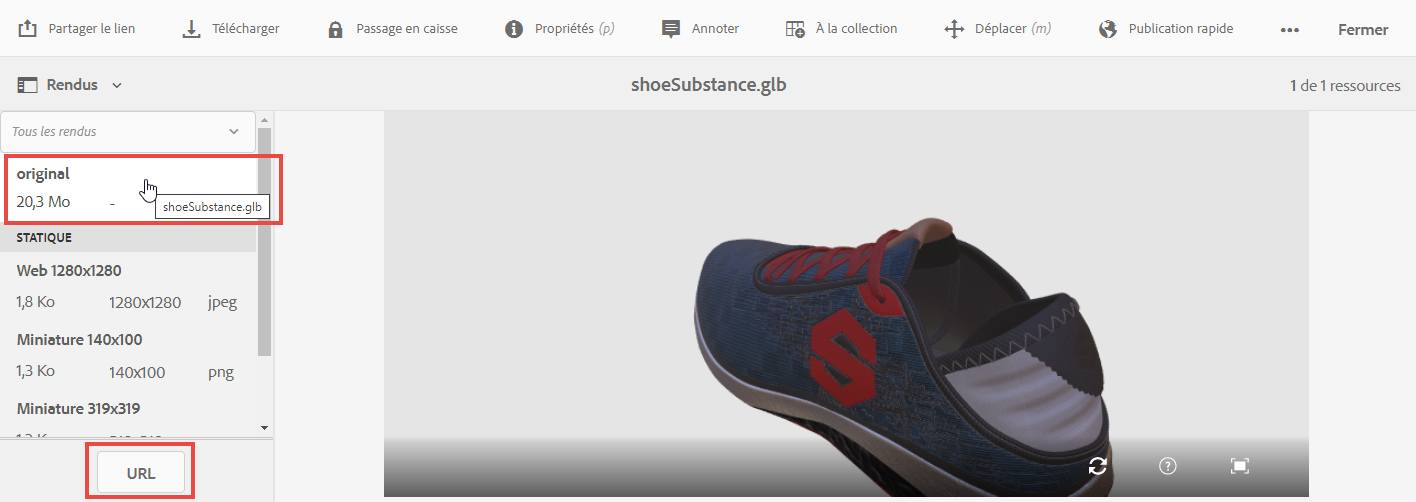 Partager le lien Télécharger Passage en caisse Propriétés (p) Annoter À la collection Déplacer (m) Publication rapide ••• Fermer
Rendus shoeSubstance.glb 1 de 1 ressources
Tous les rendus
original
20,3 Mo -
shoeSubstance.glb
STATIQUE
Web 1280x1280
1,8 Ko 1280x1280 jpeg
Miniature 140x100
1,3 Ko 140x100 png
Miniature 319x319
URL